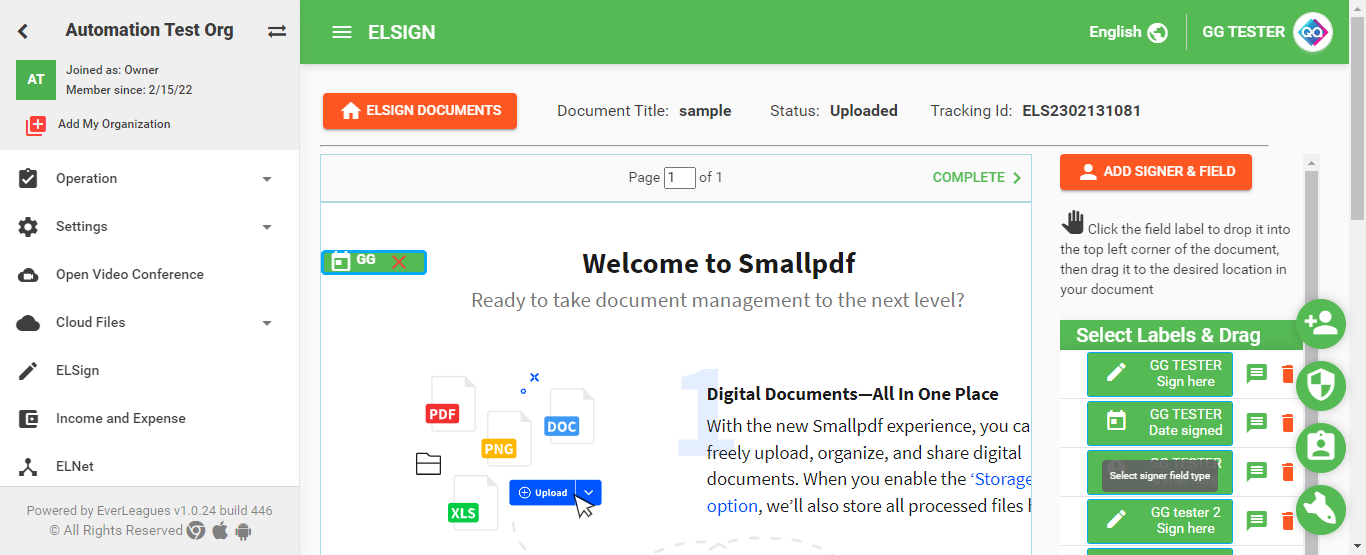 Automation Test Org
AT
Joined as: Owner
Member since: 2/15/22
Add My Organization
Operation
Settings
Open Video Conference
Cloud Files
ELSign
Income and Expense
ELNet
Powered by EverLeagues v1.0.24 build 446
© All Rights Reserved
ELSIGN
English
GG TESTER
QA
ELSIGN DOCUMENTS
Document Title: sample
Status: Uploaded
Tracking Id: ELS2302131081
Page 1 of 1
COMPLETE
GG
Welcome to Smallpdf
Ready to take document management to the next level?
PDF
DOC
PNG
XLS
Upload
1
Digital Documents—All In One Place
With the new Smallpdf experience, you ca
freely upload, organize, and share digital
documents. When you enable the ‘Storage
option, we’ll also store all processed files
ADD SIGNER & FIELD
Click the field label to drop it into
the top left corner of the document,
then drag it to the desired location in
your document
Select Labels & Drag
GG TESTER
Sign here
GG TESTER
Date signed
GG TESTER
Select signer field type
GG tester 2
Sign here